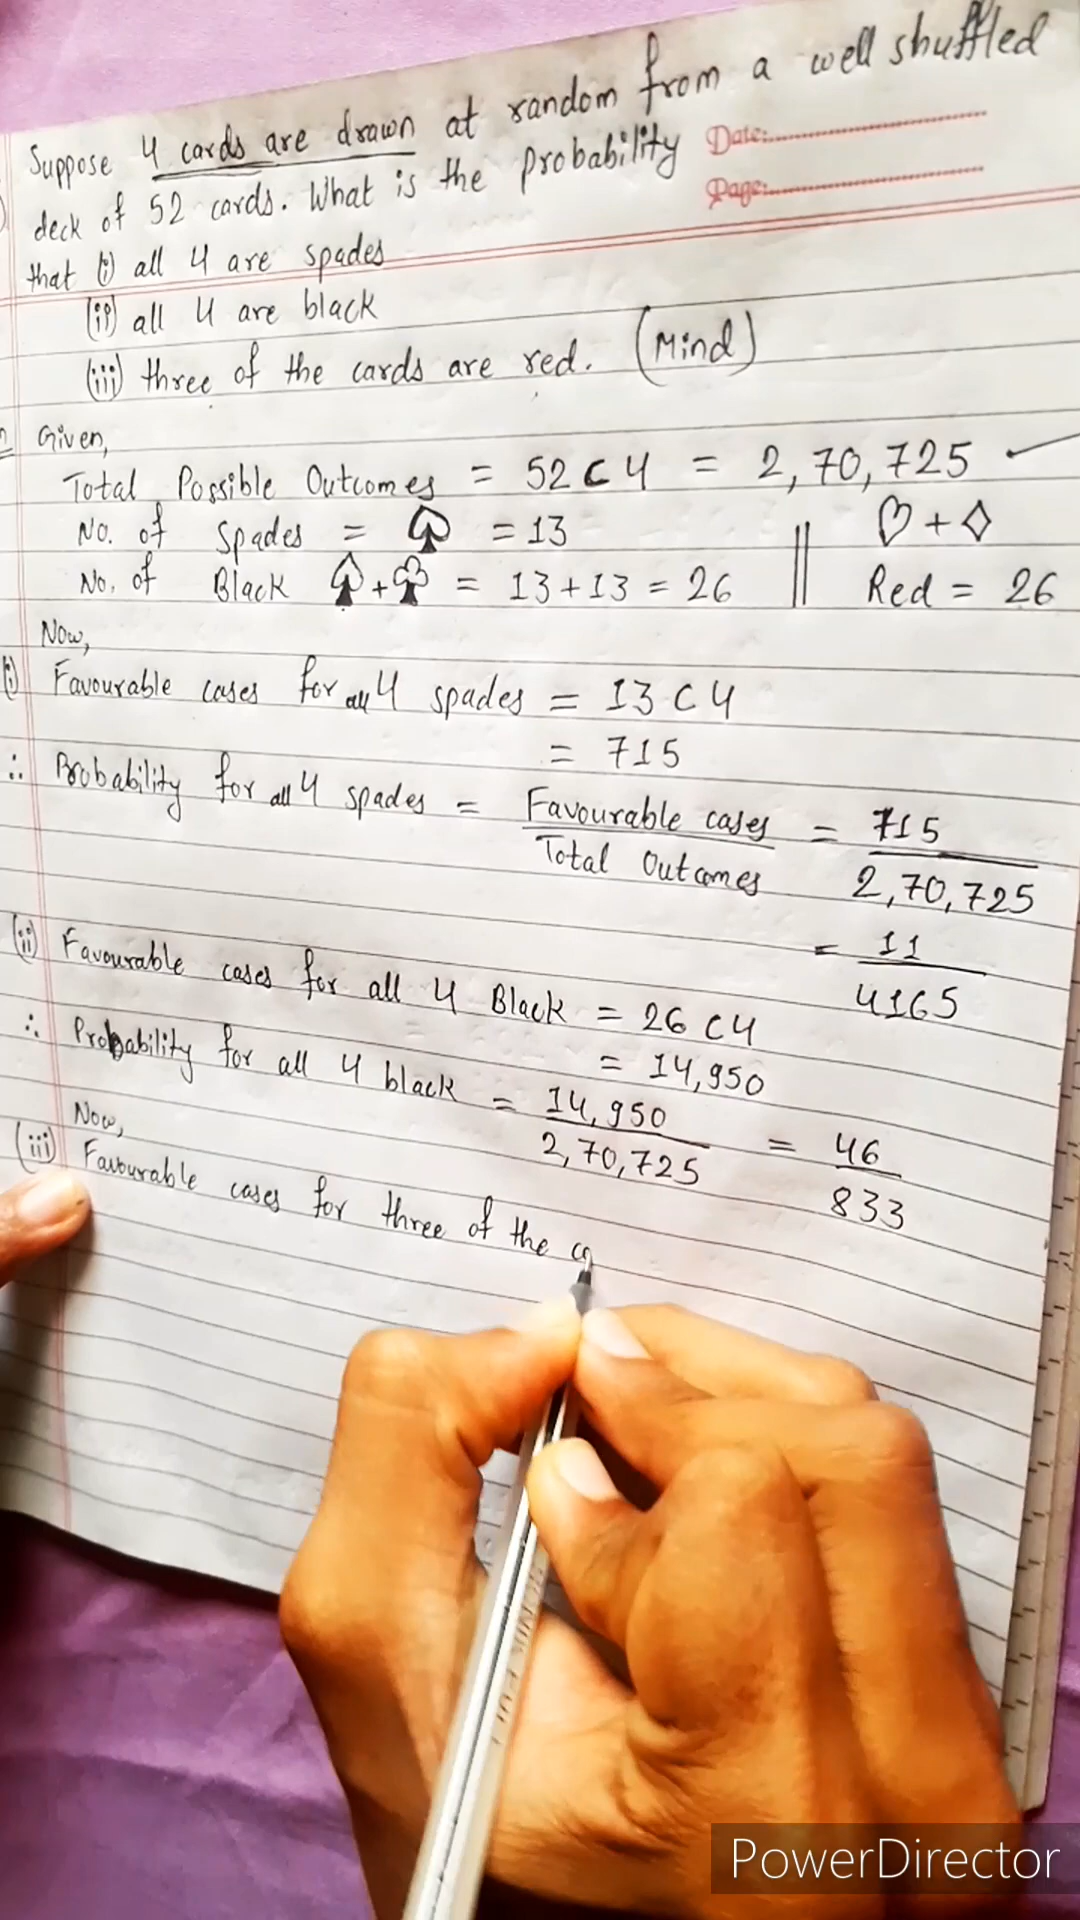 Suppose 4 cards are drawn at random from a well shuffled
deck of 52 cards. What is the Probability
Date:
Page:
that (i) all 4 are spades
(ii) all 4 are black
(iii) three of the cards are red. (Mind)
Given,
Total Possible Outcomes = 52C4 = 2,70,725
No. of Spades = ♠ = 13
♡ + ♢
No. of Black ♠ + ♣ = 13+13 = 26 || Red = 26
Now,
(i) Favourable cases for all 4 spades = 13C4
= 715
∴ Probability for all 4 spades = Favourable cases / Total Outcomes = 715 / 2,70,725
= 11 / 4165
(ii) Favourable cases for all 4 Black = 26C4
= 14,950
∴ Probability for all 4 black = 14,950 / 2,70,725 = 46 / 833
Now,
(iii) Favourable cases for three of the ca
PowerDirector